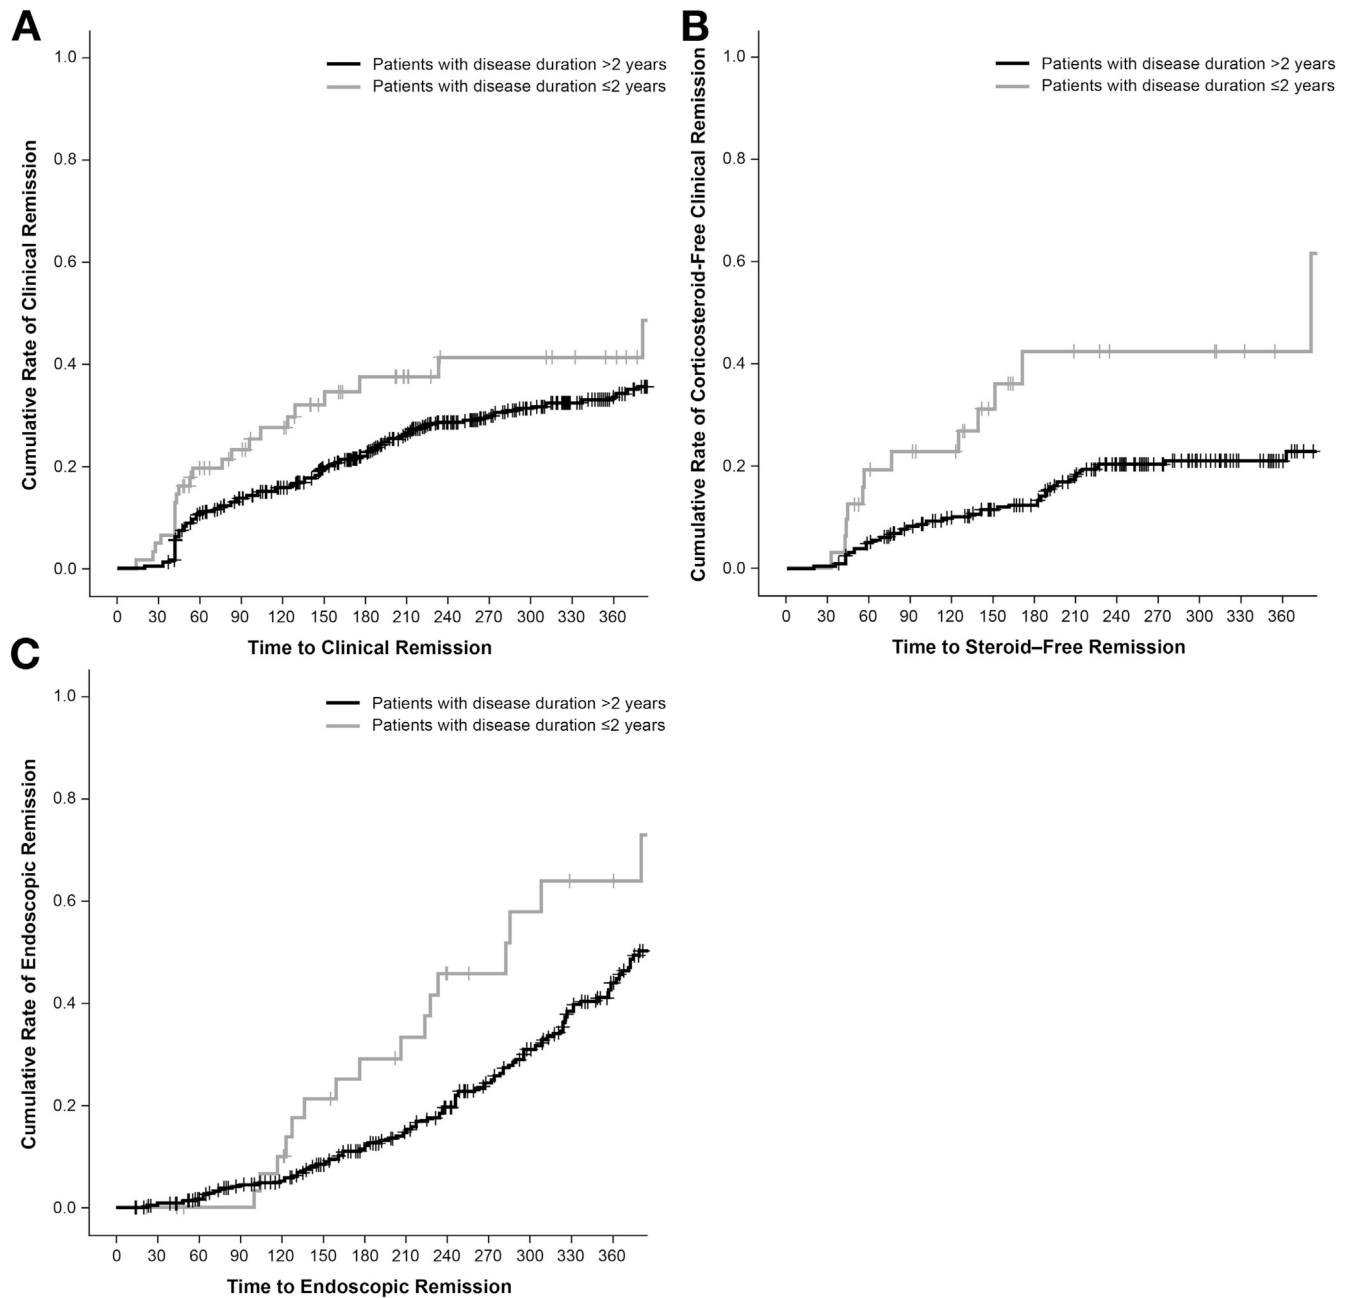 A
Cumulative Rate of Clinical Remission
1.0
0.8
0.6
0.4
0.2
0.0
Patients with disease duration >2 years
Patients with disease duration ≤2 years
0 30 60 90 120 150 180 210 240 270 300 330 360
Time to Clinical Remission
B
Cumulative Rate of Corticosteroid-Free Clinical Remission
1.0
0.8
0.6
0.4
0.2
0.0
Patients with disease duration >2 years
Patients with disease duration ≤2 years
0 30 60 90 120 150 180 210 240 270 300 330 360
Time to Steroid–Free Remission
C
Cumulative Rate of Endoscopic Remission
1.0
0.8
0.6
0.4
0.2
0.0
Patients with disease duration >2 years
Patients with disease duration ≤2 years
0 30 60 90 120 150 180 210 240 270 300 330 360
Time to Endoscopic Remission